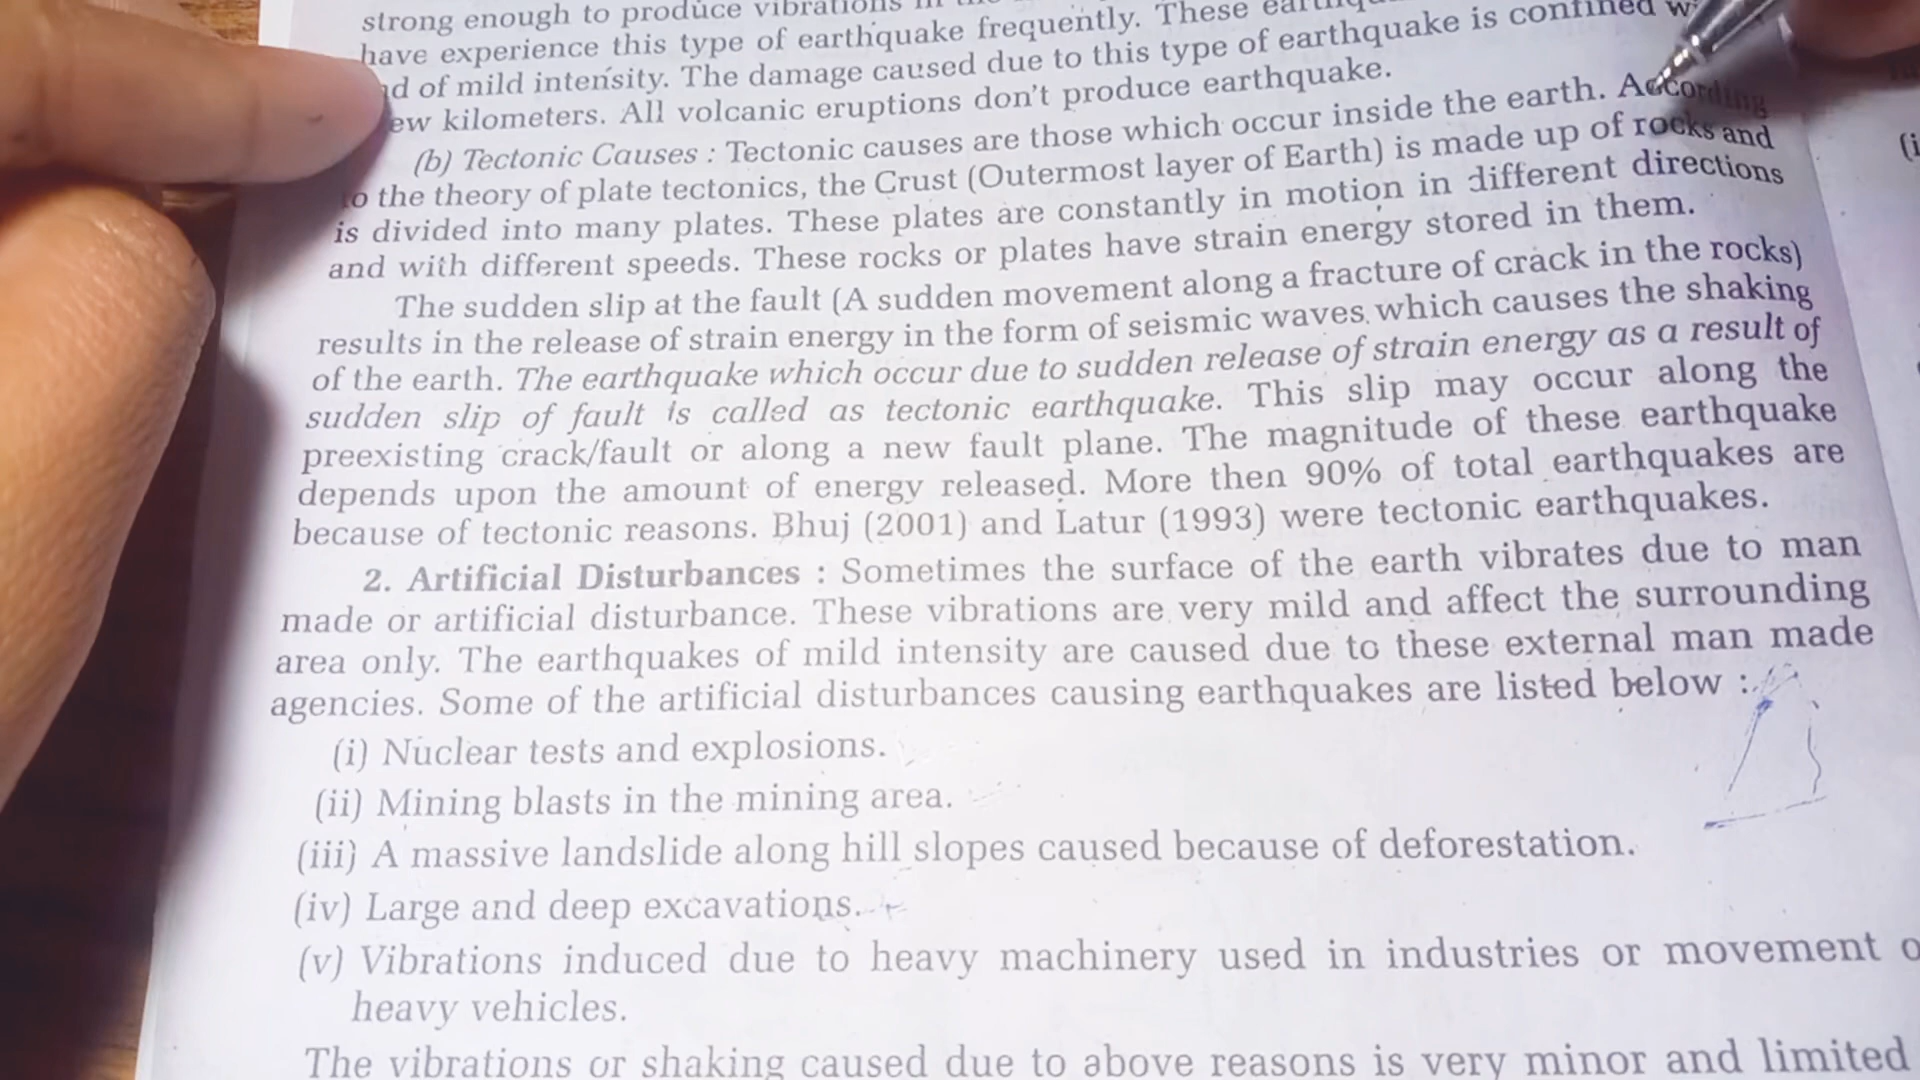 strong enough to produce vibrations in
have experience this type of earthquake frequently. These
of mild intensity. The damage caused due to this type of earthquake is confined
kilometers. All volcanic eruptions don't produce earthquake.
(b) Tectonic Causes : Tectonic causes are those which occur inside the earth. According
to the theory of plate tectonics, the Crust (Outermost layer of Earth) is made up of rocks and
is divided into many plates. These plates are constantly in motion in different directions
and with different speeds. These rocks or plates have strain energy stored in them.
The sudden slip at the fault (A sudden movement along a fracture of crack in the rocks)
results in the release of strain energy in the form of seismic waves which causes the shaking
of the earth. The earthquake which occur due to sudden release of strain energy as a result of
sudden slip of fault is called as tectonic earthquake. This slip may occur along the
preexisting crack/fault or along a new fault plane. The magnitude of these earthquake
depends upon the amount of energy released. More then 90% of total earthquakes are
because of tectonic reasons. Bhuj (2001) and Latur (1993) were tectonic earthquakes.
2. Artificial Disturbances : Sometimes the surface of the earth vibrates due to man
made or artificial disturbance. These vibrations are very mild and affect the surrounding
area only. The earthquakes of mild intensity are caused due to these external man made
agencies. Some of the artificial disturbances causing earthquakes are listed below :
(i) Nuclear tests and explosions.
(ii) Mining blasts in the mining area.
(iii) A massive landslide along hill slopes caused because of deforestation.
(iv) Large and deep excavations.
(v) Vibrations induced due to heavy machinery used in industries or movement
heavy vehicles.
The vibrations or shaking caused due to above reasons is very minor and limited